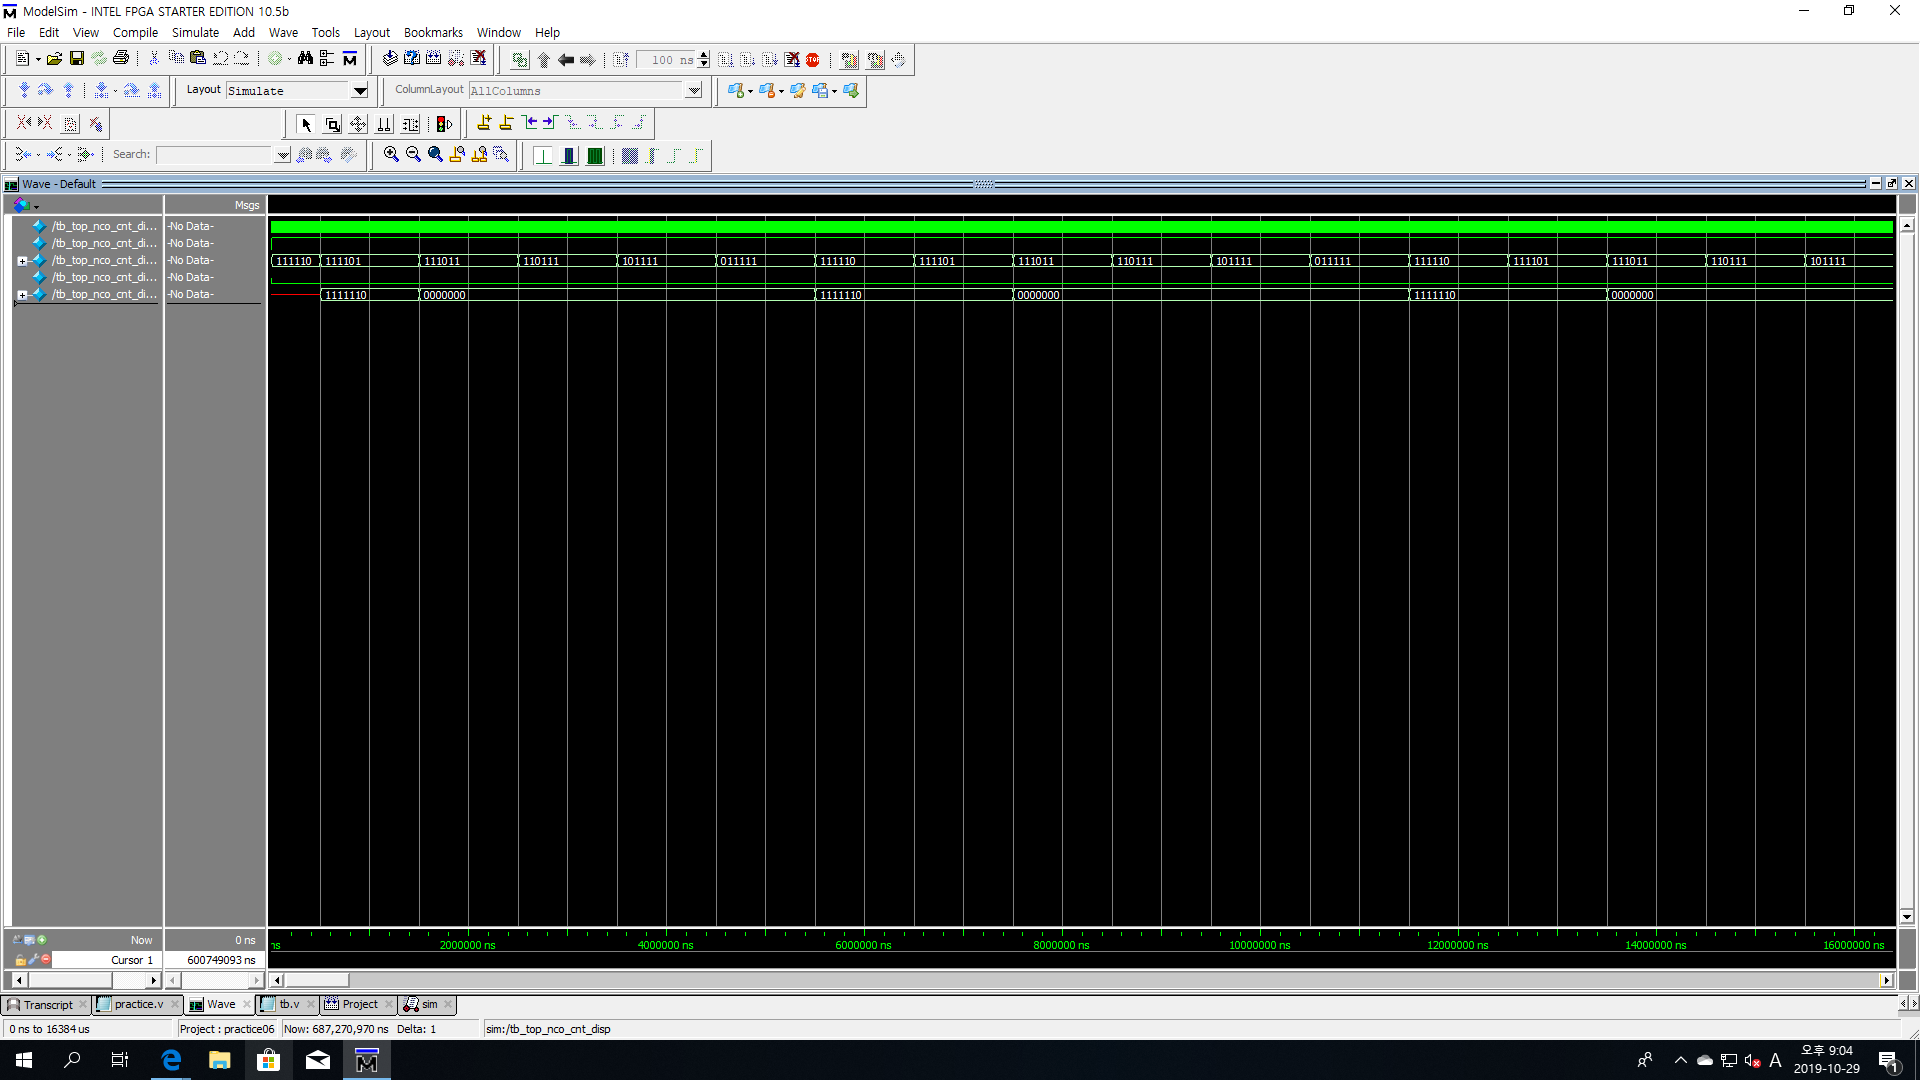 ModelSim - INTEL FPGA STARTER EDITION 10.5b
File Edit View Compile Simulate Add Wave Tools Layout Bookmarks Window Help
100 ns
STOP
Layout Simulate ColumnLayout AllColumns
Search:
Wave - Default
Msgs
/tb_top_nco_cnt_di... -No Data-
/tb_top_nco_cnt_di... -No Data-
/tb_top_nco_cnt_di... -No Data- 111110 111101 111011 110111 101111 011111 111110 111101 111011 110111 101111 011111 111110 111101 111011 110111 101111
/tb_top_nco_cnt_di... -No Data-
/tb_top_nco_cnt_di... -No Data- 1111110 0000000 1111110 0000000 1111110 0000000
Now 0 ns ns 2000000 ns 4000000 ns 6000000 ns 8000000 ns 10000000 ns 12000000 ns 14000000 ns 16000000 ns
Cursor 1 600749093 ns
Transcript practice.v Wave tb.v Project sim
0 ns to 16384 us Project : practice06 Now: 687,270,970 ns Delta: 1 sim:/tb_top_nco_cnt_disp
A 오후 9:04
2019-10-29
1